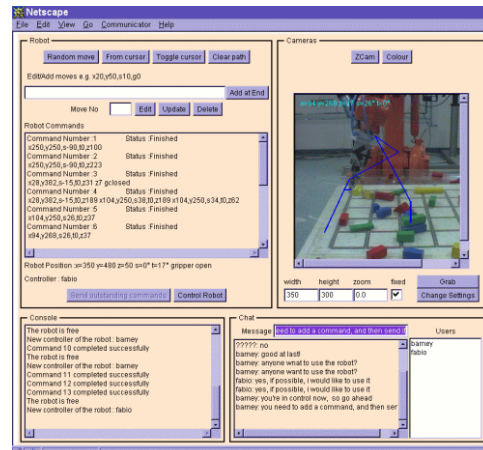 Netscape
File Edit View Go Communicator Help
Robot
Random move From cursor Toggle cursor Clear path
Edit/Add moves e.g. x20,y50,s10,g0
Add at End
Move No Edit Update Delete
Robot Commands
Command Number :1 Status :Finished
x250,y250,s-90,t0,z100
Command Number :2 Status :Finished
x250,y250,s-90,t0,z223
Command Number :3 Status :Finished
x28,y382,s-15,t0,z31 z7 gclosed
Command Number :4 Status :Finished
x28,y382,s-15,t0,z189 x104,y250,s38,t0,z189 x104,y250,s34,t0,z62
Command Number :5 Status :Finished
x104,y250,s26,t0,z37
Command Number :6 Status :Finished
x94,y268,s26,t0,z37
Robot Position :x=350 y=480 z=50 s=0° t=17° gripper open
Controller : fabio
Send outstanding commands Control Robot
Cameras
ZCam Colour
x=94 y=268 z=37 s=26° t=0°
width height zoom fixed Grab
350 300 0.0 Change Settings
Console
The robot is free
New controller of the robot : barney
Command 10 completed successfully
The robot is free
New controller of the robot : barney
Command 11 completed successfully
Command 12 completed successfully
Command 13 completed successfully
The robot is free
New controller of the robot : fabio
Chat
Message eed to add a command, and then send it Users
?????: no
barney: good at last!
barney: anyone what to use the robot?
barney: anyone want to use the robot?
fabio: yes, if possible, i would like to use it
fabio: yes, if possible, i would like to use it
barney: you're in control now, so go ahead
barney: you need to add a command, and then ser
barney
fabio